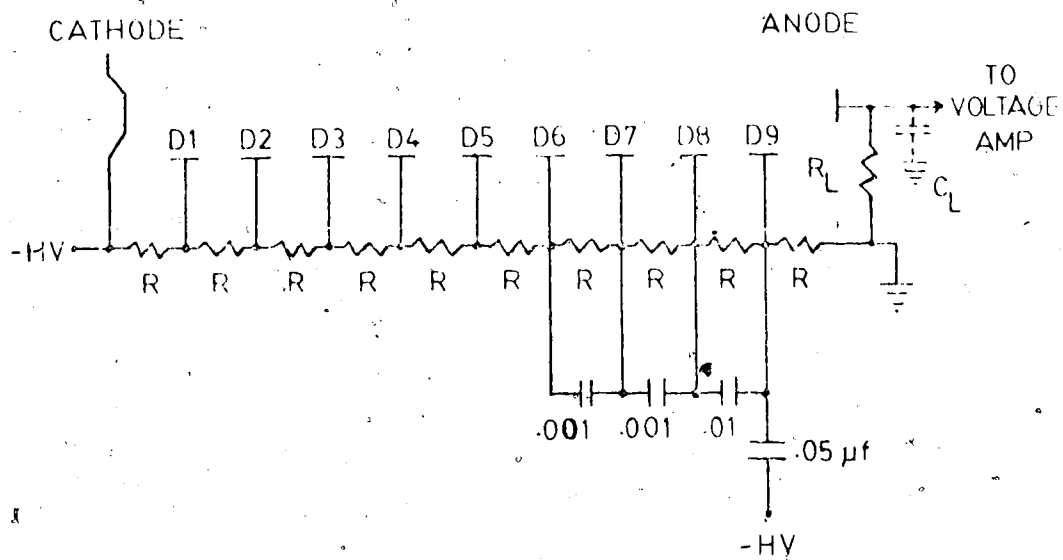 CATHODE
ANODE
TO
VOLTAGE
AMP
D1 D2 D3 D4 D5 D6 D7 D8 D9
R_L
C_L
-HV
R R R R R R R R R R
.001 .001 .01
.05 µf
-HV